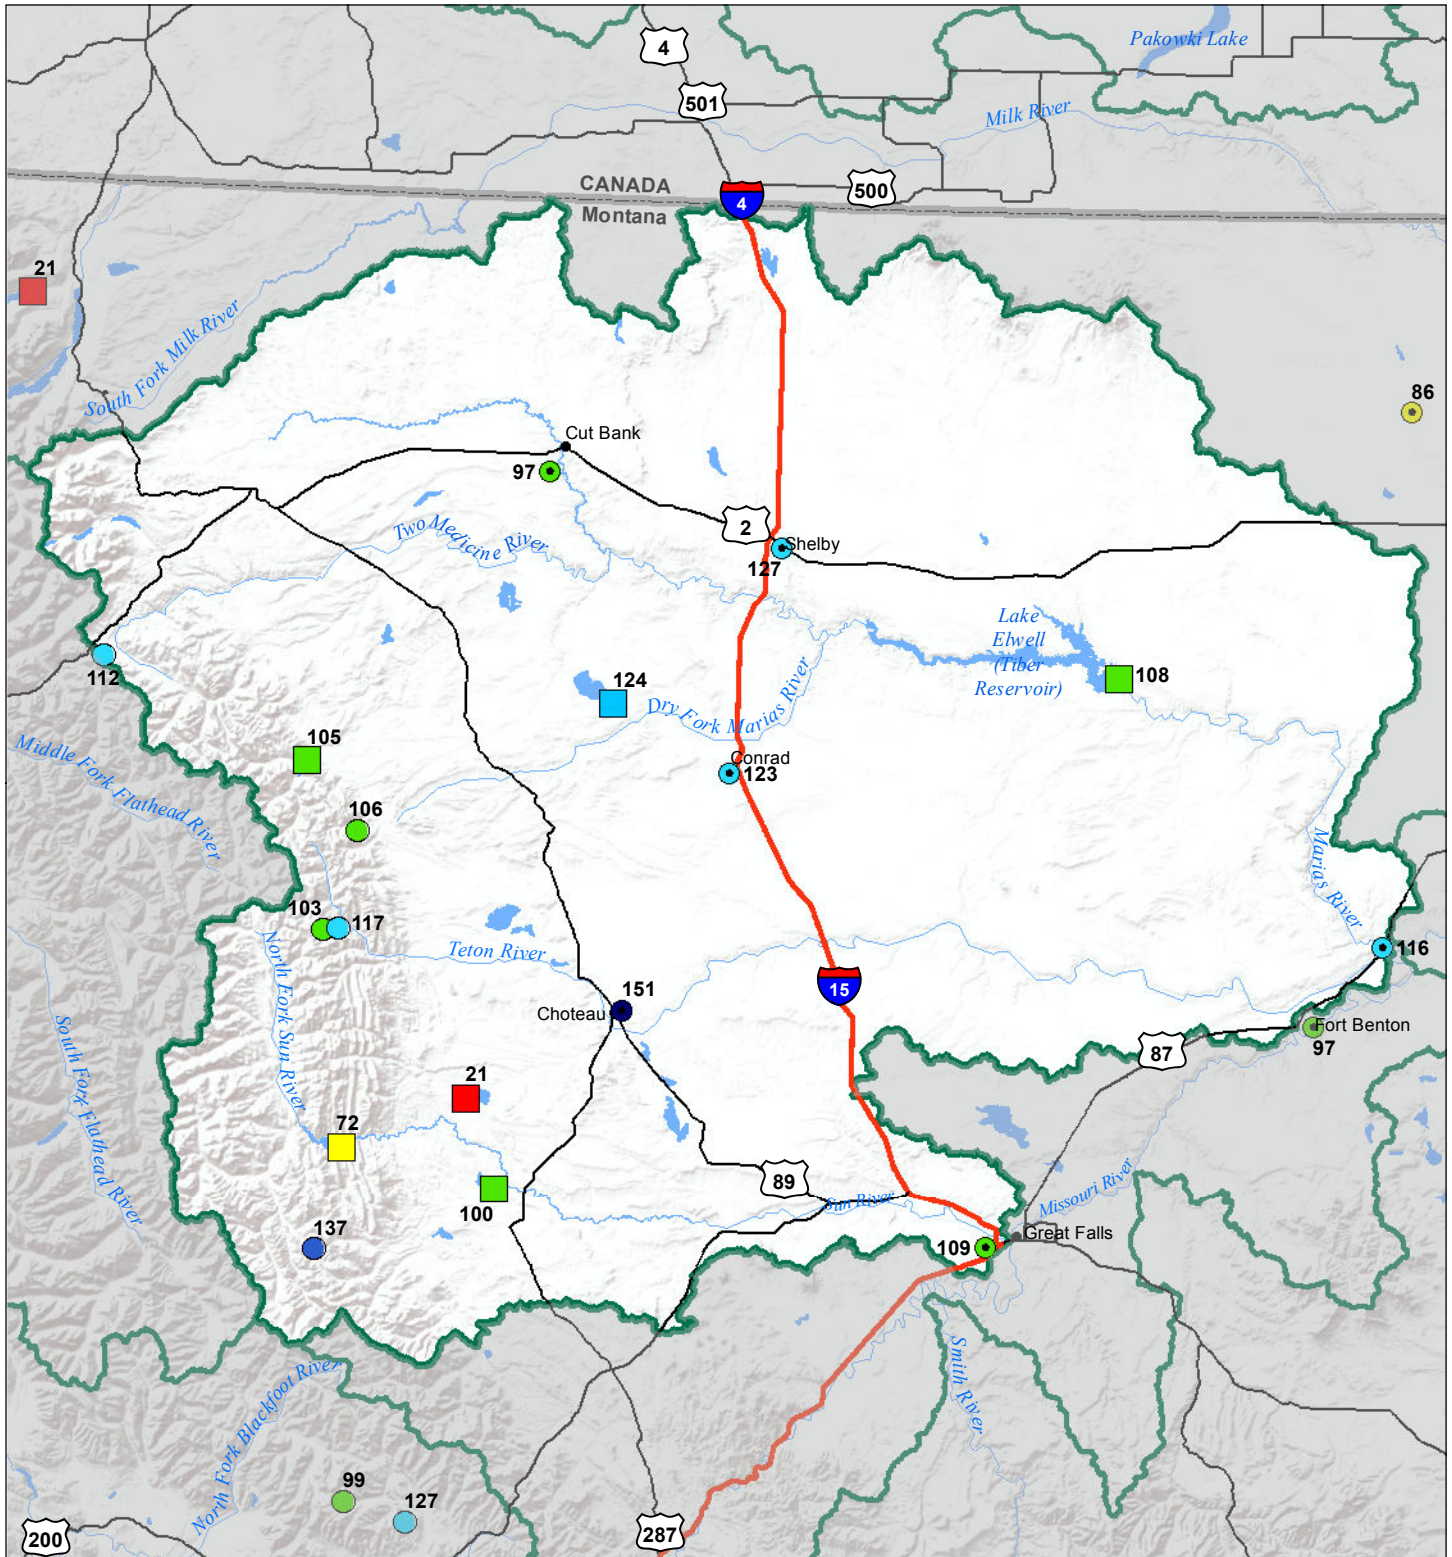 Pakowki Lake
4
501
Milk River
CANADA
500
4
Montana
21
South Fork Milk River
86
Cut Bank
97
Two Medicine River
2
Shelby
127
Lake
Elwell
(Tiber
Reservoir)
112
124
108
Dry Fork Marias River
105
Middle Fork Flathead River
Conrad
123
106
Marias River
103
117
North Fork Sun River
Teton River
116
15
151
Choteau
South Fork Flathead River
Fort Benton
97
87
21
72
89
Missouri River
100
Sun River
137
109
Great Falls
Smith River
North Fork Blackfoot River
99
127
200
287